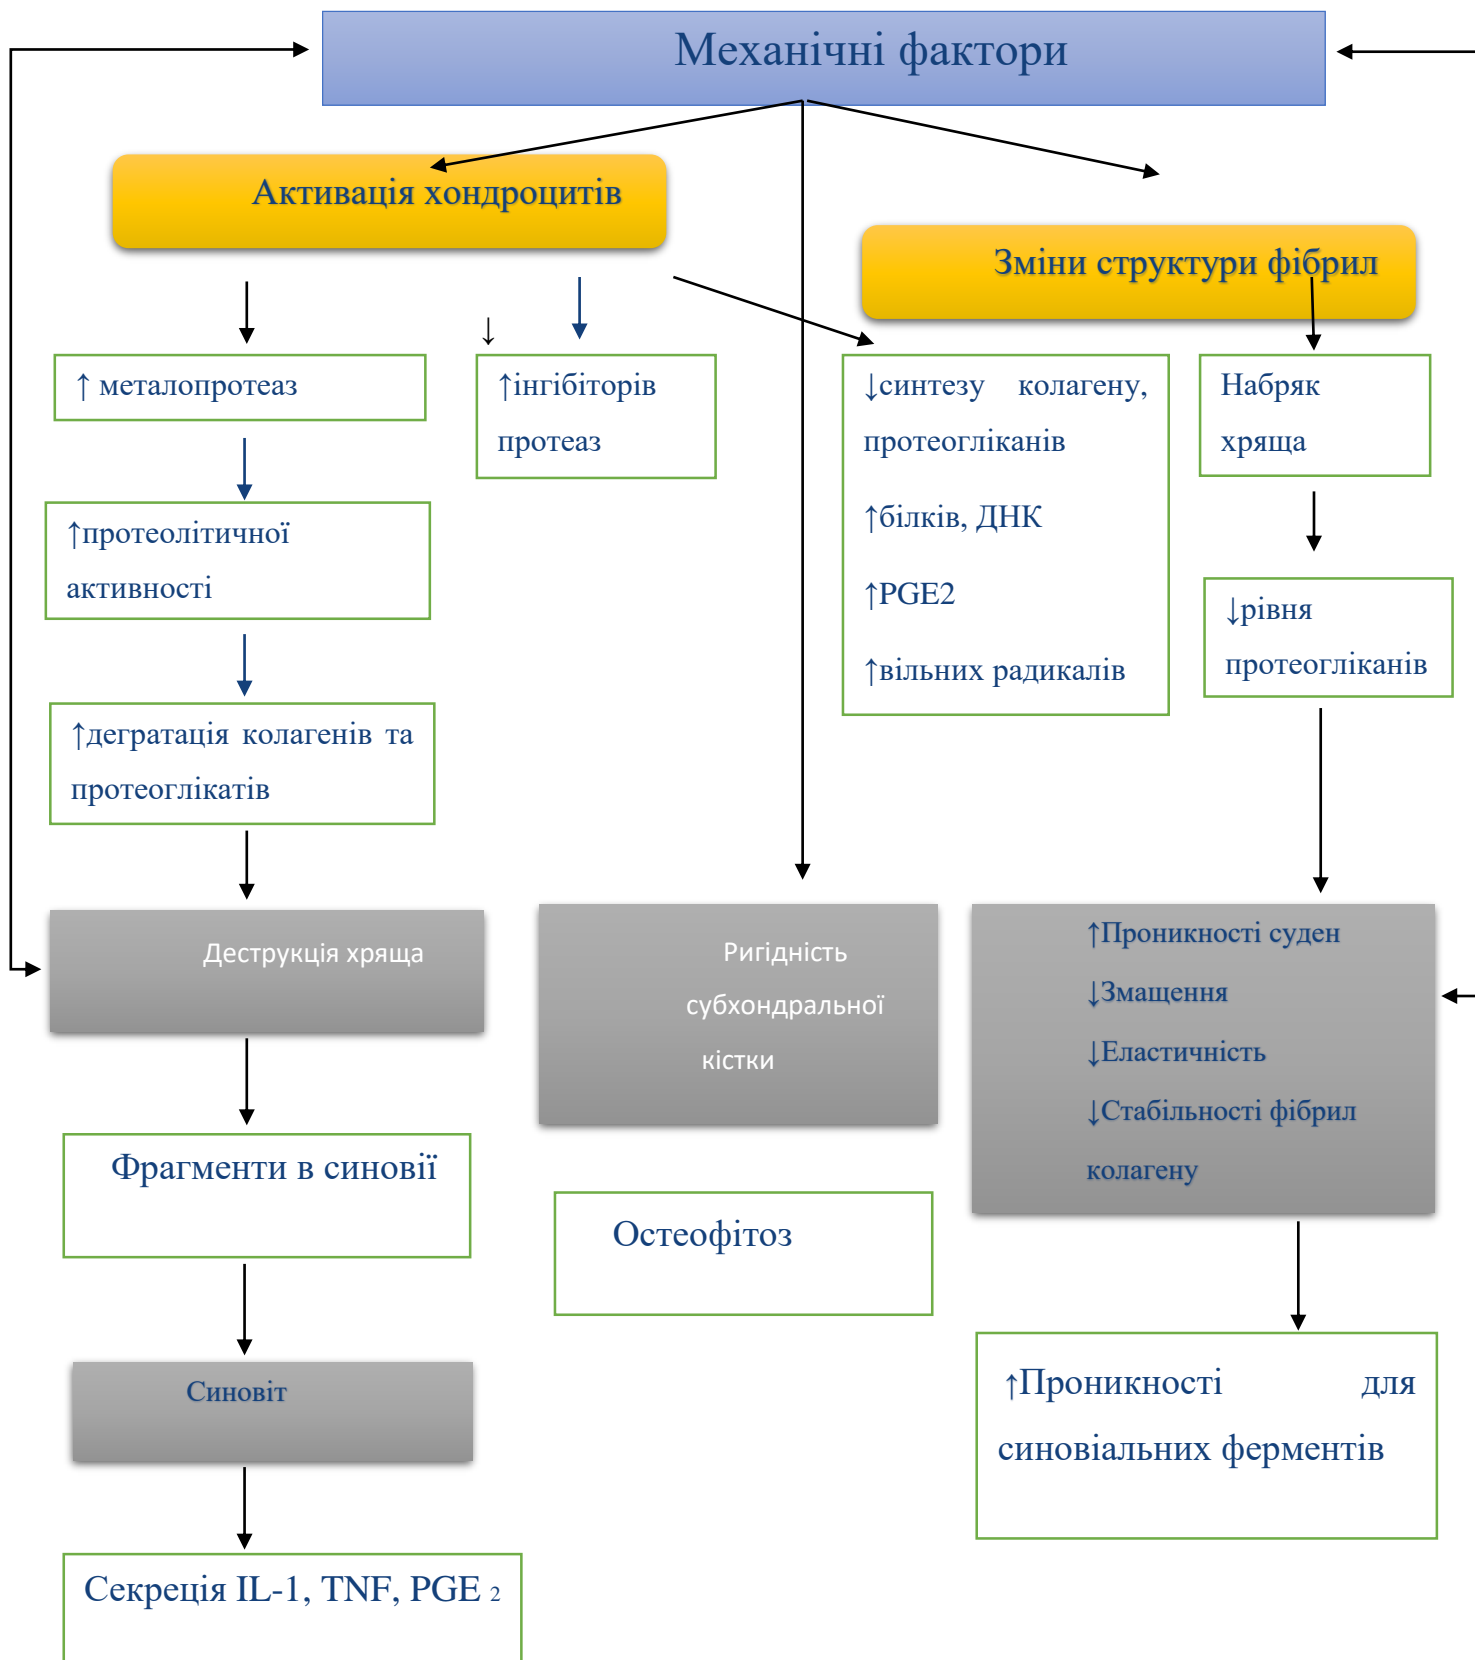 Механічні фактори
Активація хондроцитів
Зміни структури фібрил
↓
↑ металопротеаз
↑інгібіторів
протеаз
↓синтезу колагену,
протеогліканів
↑білків, ДНК
↑PGE2
↑вільних радикалів
Набряк
хряща
↑протеолітичної
активності
↓рівня
протеогліканів
↑дегратація колагенів та
протеоглікатів
Деструкція хряща
Ригідність
субхондральної
кістки
↑Проникності суден
↓Змащення
↓Еластичність
↓Стабільності фібрил
колагену
Фрагменти в синовії
Остеофітоз
Синовіт
↑Проникності для
синовіальних ферментів
Секреція IL-1, TNF, PGE 2